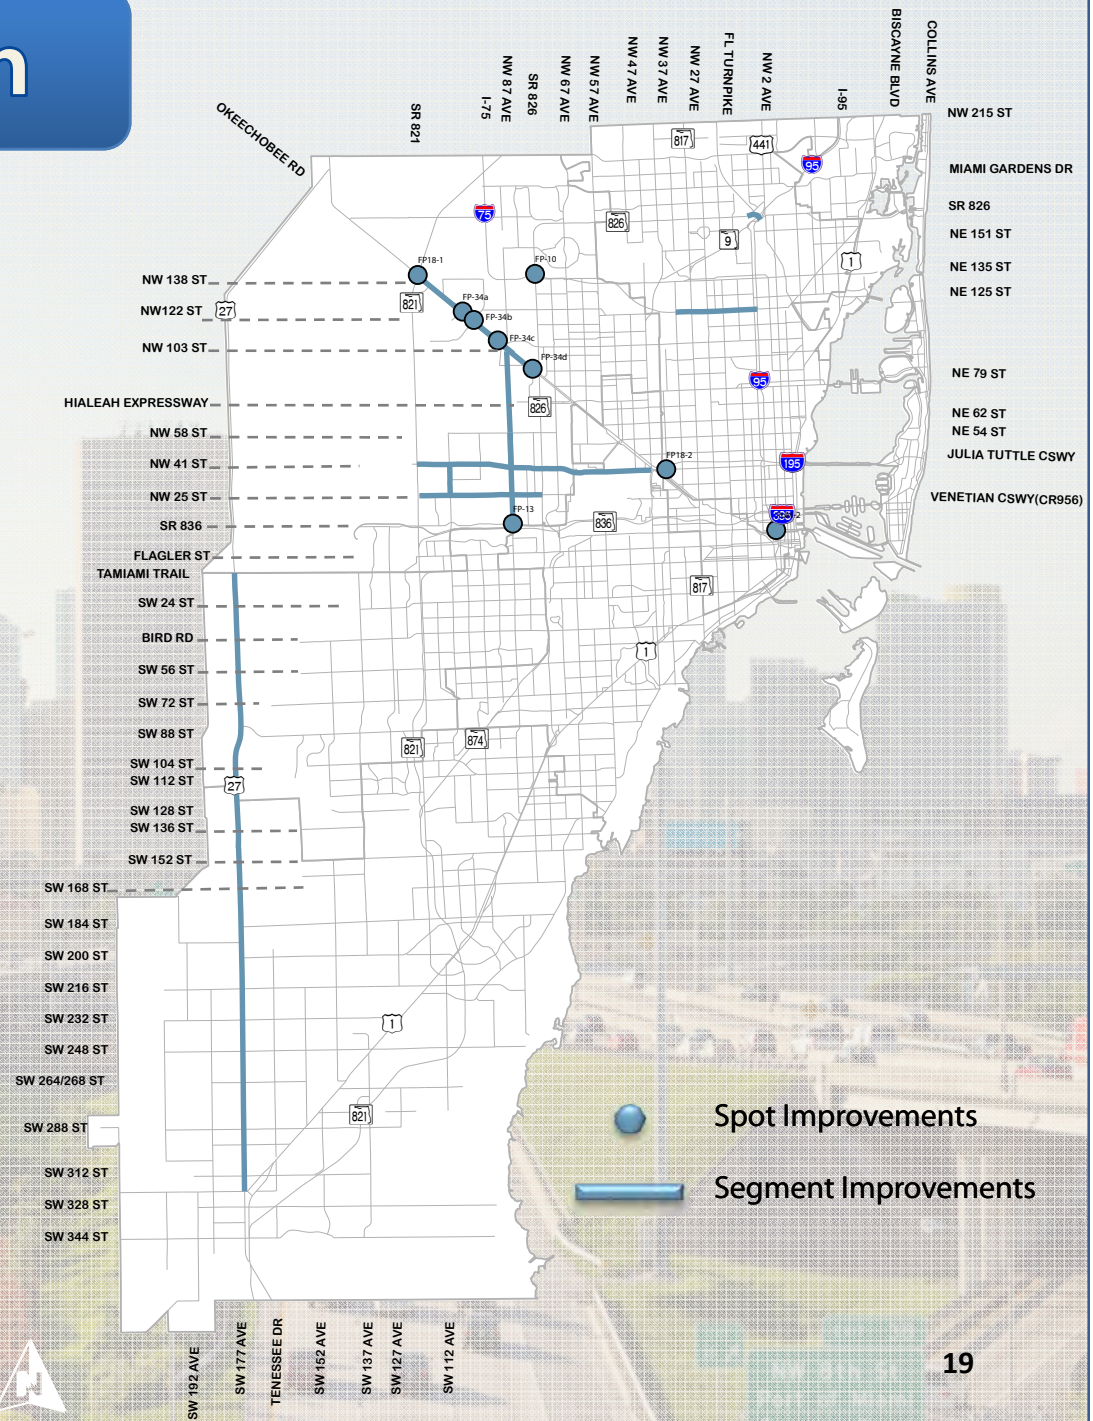 n
OKEECHOBEE RD
SR 821
I-75
NW 87 AVE
SR 826
NW 67 AVE
NW 57 AVE
NW 47 AVE
NW 37 AVE
NW 27 AVE
FL TURNPIKE
NW 2 AVE
I-95
BISCAYNE BLVD
COLLINS AVE
NW 215 ST
MIAMI GARDENS DR
SR 826
NE 151 ST
NE 135 ST
NE 125 ST
NE 79 ST
NE 62 ST
NE 54 ST
JULIA TUTTLE CSWY
VENETIAN CSWY(CR956)
NW 138 ST
NW122 ST
NW 103 ST
HIALEAH EXPRESSWAY
NW 58 ST
NW 41 ST
NW 25 ST
SR 836
FLAGLER ST
TAMIAMI TRAIL
SW 24 ST
BIRD RD
SW 56 ST
SW 72 ST
SW 88 ST
SW 104 ST
SW 112 ST
SW 128 ST
SW 136 ST
SW 152 ST
SW 168 ST
SW 184 ST
SW 200 ST
SW 216 ST
SW 232 ST
SW 248 ST
SW 264/268 ST
SW 288 ST
SW 312 ST
SW 328 ST
SW 344 ST
817
441
95
75
826
9
1
FP18-1
FP-10
821
27
FP-34a
FP-34b
FP-34c
FP-34d
95
826
FP18-2
195
FP-13
836
395
817
1
821
874
27
1
821
Spot Improvements
Segment Improvements
SW 192 AVE
SW 177 AVE
TENESSEE DR
SW 152 AVE
SW 137 AVE
SW 127 AVE
SW 112 AVE
N
19